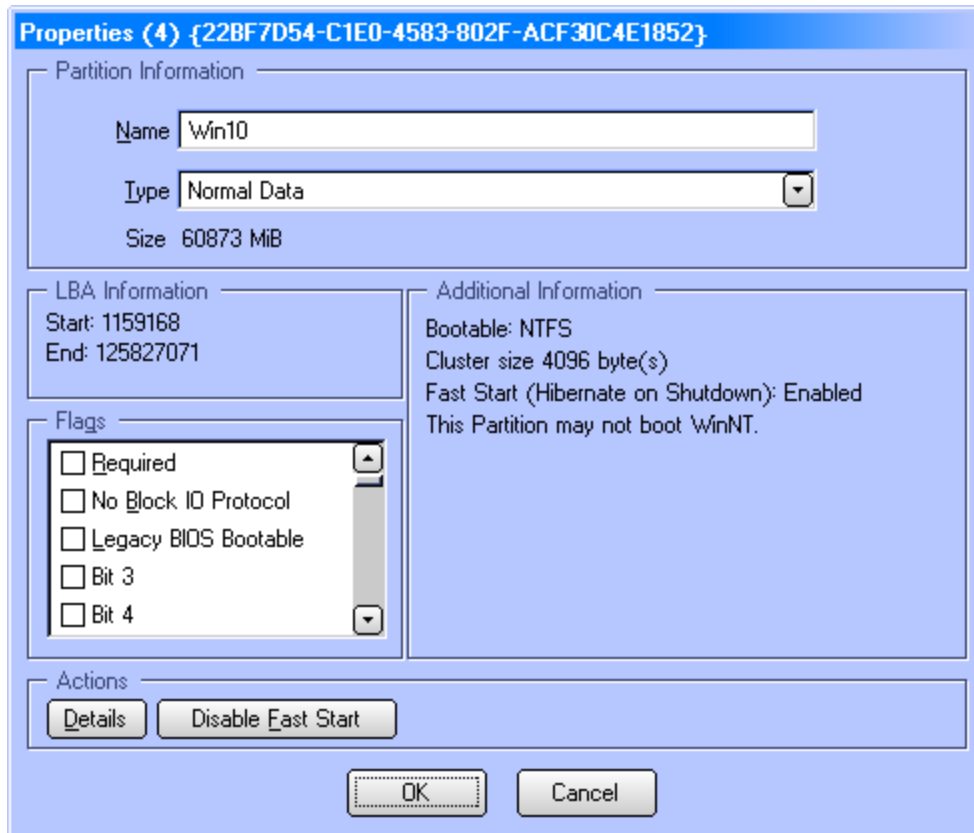 Properties (4) {22BF7D54-C1E0-4583-802F-ACF30C4E1852}
Partition Information
Name Win10
Type Normal Data
Size 60873 MiB
LBA Information
Start: 1159168
End: 125827071
Additional Information
Bootable: NTFS
Cluster size 4096 byte(s)
Fast Start (Hibernate on Shutdown): Enabled
This Partition may not boot WinNT.
Flags
Required
No Block IO Protocol
Legacy BIOS Bootable
Bit 3
Bit 4
Actions
Details Disable Fast Start
OK Cancel